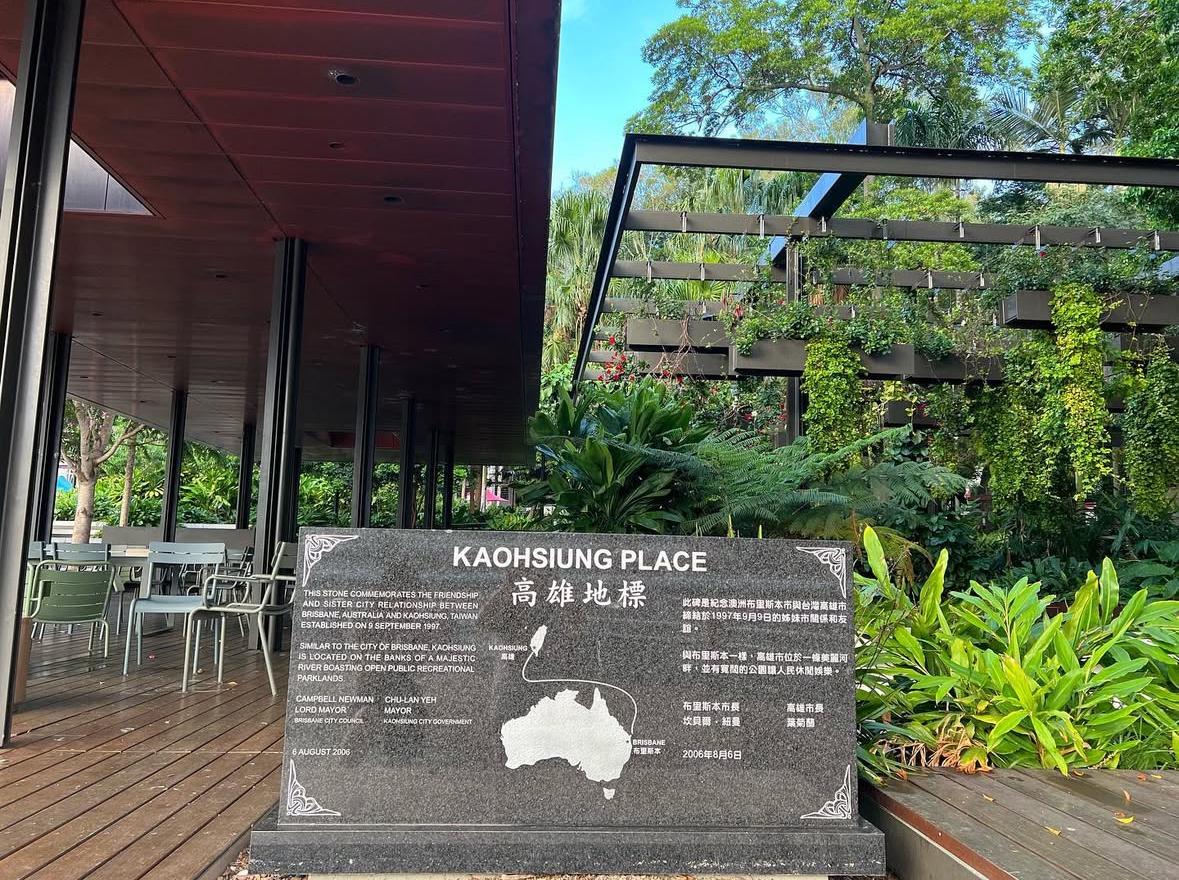 KAOHSIUNG PLACE
高雄地標
THIS STONE COMMEMORATES THE FRIENDSHIP
AND SISTER CITY RELATIONSHIP BETWEEN
BRISBANE, AUSTRALIA AND KAOHSIUNG, TAIWAN
ESTABLISHED ON 9 SEPTEMBER 1997.
SIMILAR TO THE CITY OF BRISBANE, KAOHSIUNG
IS LOCATED ON THE BANKS OF A MAJESTIC
RIVER BOASTING OPEN PUBLIC RECREATIONAL
PARKLANDS.
CAMPBELL NEWMAN CHU-LAN YEH
LORD MAYOR MAYOR
BRISBANE CITY COUNCIL KAOHSIUNG CITY GOVERNMENT
6 AUGUST 2006
KAOHSIUNG
高雄
BRISBANE
布里斯本
此碑是紀念澳洲布里斯本市與台灣高雄市
締結於1997年9月9日的姊妹市關係和友
誼。
與布里斯本一樣，高雄市位於一條美麗河
畔，並有寬闊的公園讓人民休閒娛樂。
布里斯本市長 高雄市長
坎貝爾·紐曼 葉菊蘭
2006年8月6日